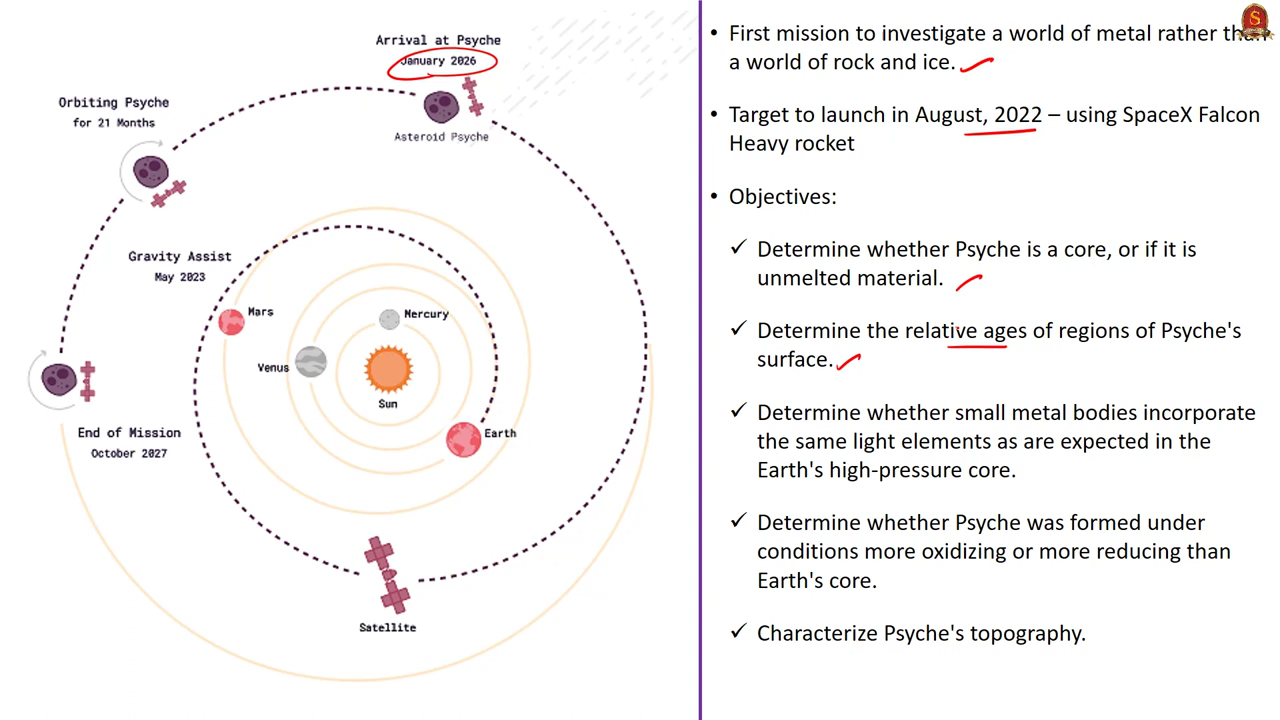 Arrival at Psyche
January 2026
Asteroid Psyche
Orbiting Psyche
for 21 Months
Gravity Assist
May 2023
Mars
Mercury
Venus
Sun
Earth
End of Mission
October 2027
Satellite
• First mission to investigate a world of metal rather than
a world of rock and ice.
• Target to launch in August, 2022 – using SpaceX Falcon
Heavy rocket
• Objectives:
✓ Determine whether Psyche is a core, or if it is
unmelted material.
✓ Determine the relative ages of regions of Psyche's
surface.
✓ Determine whether small metal bodies incorporate
the same light elements as are expected in the
Earth's high-pressure core.
✓ Determine whether Psyche was formed under
conditions more oxidizing or more reducing than
Earth's core.
✓ Characterize Psyche's topography.
S